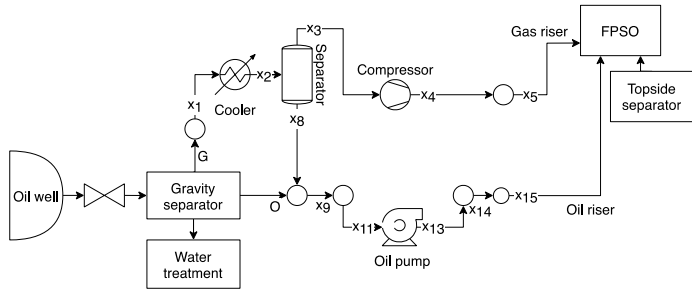 x3
Gas riser
FPSO
Separator
Compressor
x2
x1
Cooler
x4
x5
Topside
separator
x8
G
Oil well
Gravity
separator
O
x9
x11
x13
x14
x15
Oil riser
Oil pump
Water
treatment